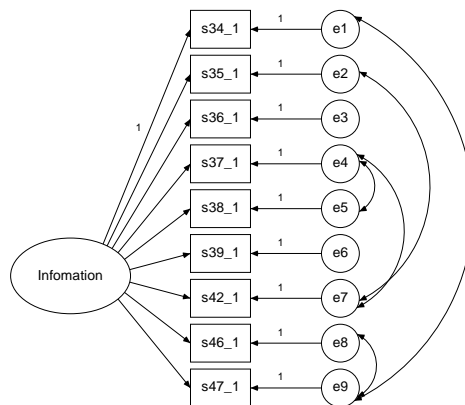 s34_1 1 e1
s35_1 1 e2
s36_1 1 e3
1
s37_1 1 e4
s38_1 1 e5
s39_1 1 e6
Infomation
s42_1 1 e7
s46_1 1 e8
s47_1 1 e9